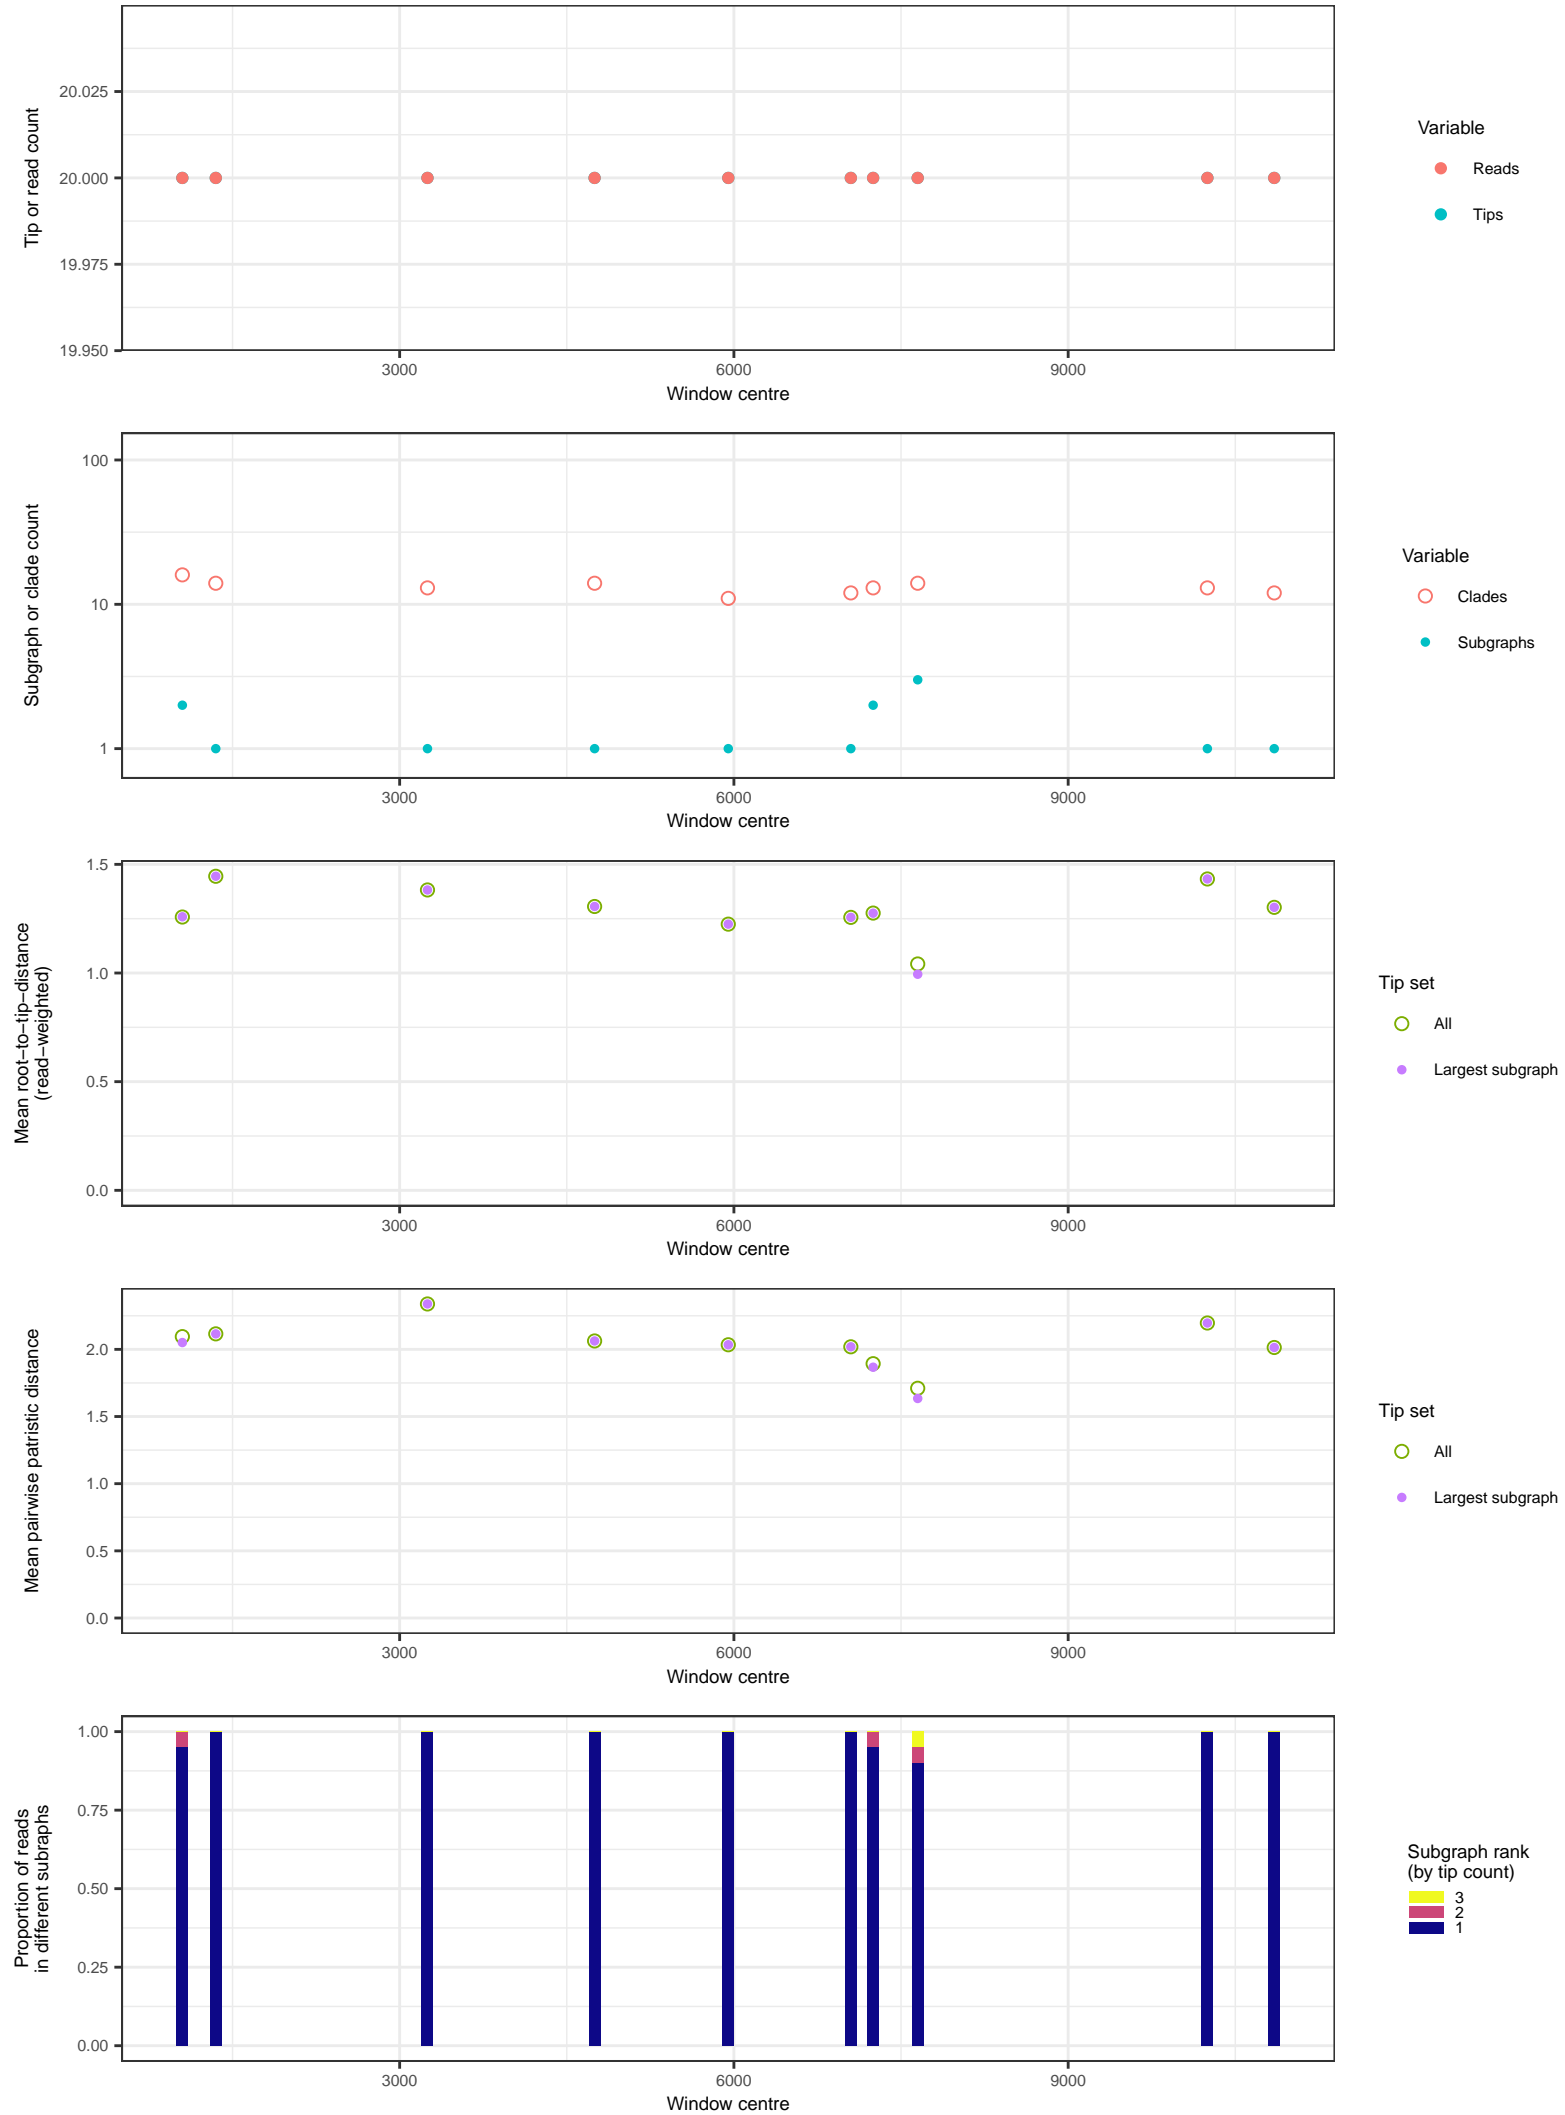 Tip or read count
20.025
20.000
19.975
19.950
3000
6000
9000
Window centre
Variable
Reads
Tips
Subgraph or clade count
100
10
1
3000
6000
9000
Window centre
Variable
Clades
Subgraphs
Mean root−to−tip−distance
(read−weighted)
1.5
1.0
0.5
0.0
3000
6000
9000
Window centre
Tip set
All
Largest subgraph
Mean pairwise patristic distance
2.0
1.5
1.0
0.5
0.0
3000
6000
9000
Window centre
Tip set
All
Largest subgraph
Proportion of reads
in different subraphs
1.00
0.75
0.50
0.25
0.00
3000
6000
9000
Window centre
Subgraph rank
(by tip count)
3
2
1